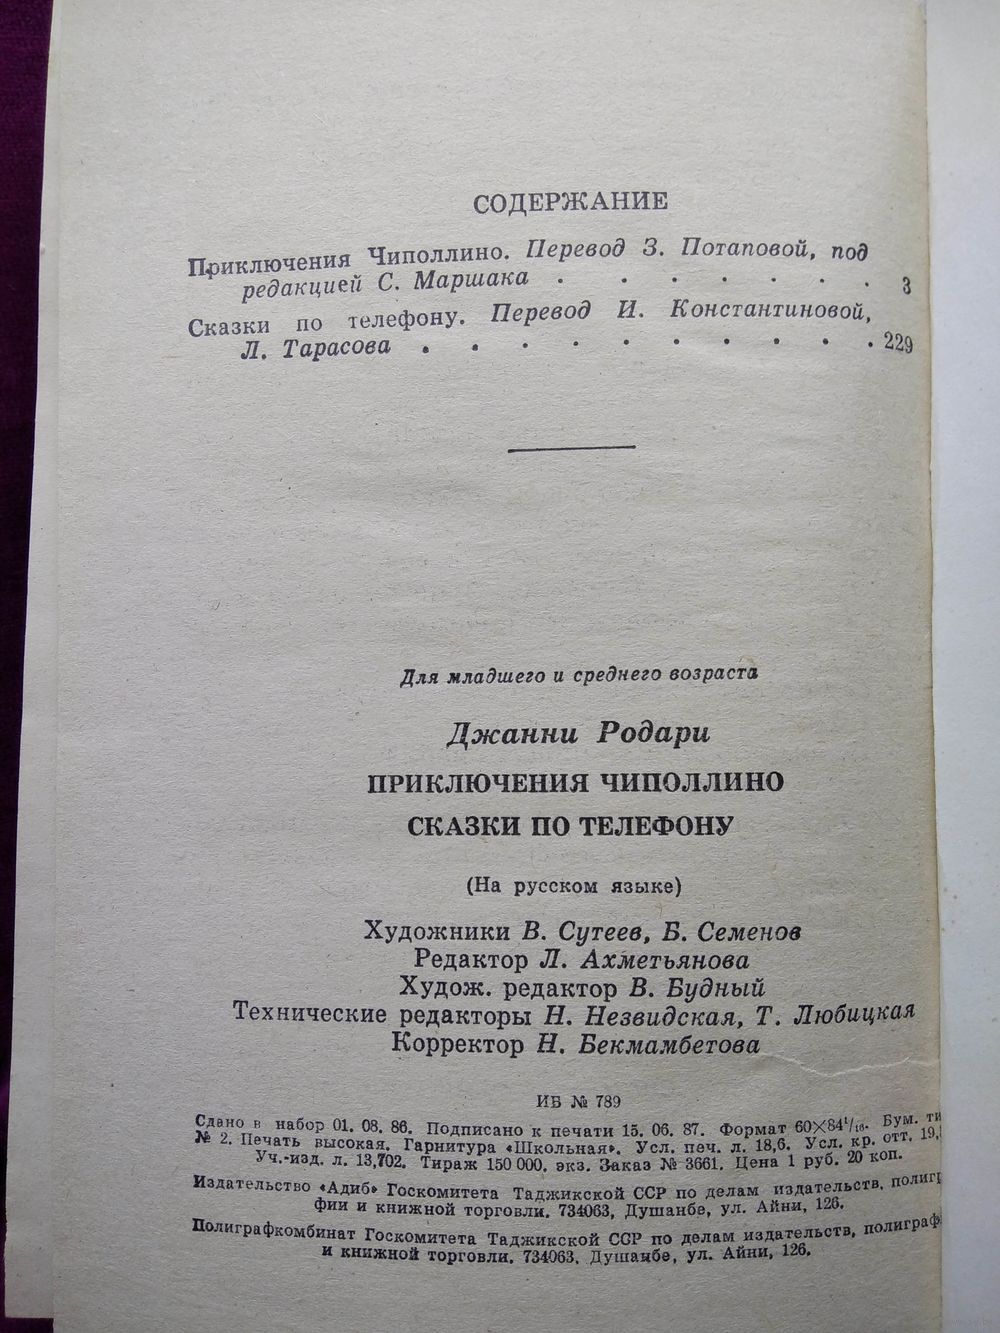 СОДЕРЖАНИЕ
Приключения Чиполлино. Перевод З. Потаповой, под
редакцией С. Маршака . . . . . . . 3
Сказки по телефону. Перевод И. Константиновой,
Л. Тарасова . . . . . . . . . 229
Для младшего и среднего возраста
Джанни Родари
ПРИКЛЮЧЕНИЯ ЧИПОЛЛИНО
СКАЗКИ ПО ТЕЛЕФОНУ
(На русском языке)
Художники В. Сутеев, Б. Семенов
Редактор Л. Ахметьянова
Худож. редактор В. Будный
Технические редакторы Н. Незвидская, Т. Любицкая
Корректор Н. Бекмамбетова
ИБ № 789
Сдано в набор 01. 08. 86. Подписано к печати 15. 06. 87. Формат 60×84¹/₁₆. Бум. ти
№ 2. Печать высокая. Гарнитура «Школьная». Усл. печ. л. 18,6. Усл. кр. отт. 19,
Уч.-изд. л. 13,702. Тираж 150 000. экз. Заказ № 3661. Цена 1 руб. 20 коп.
Издательство «Адиб» Госкомитета Таджикской ССР по делам издательств, полигр
фии и книжной торговли. 734063, Душанбе, ул. Айни, 126.
Полиграфкомбинат Госкомитета Таджикской ССР по делам издательств, полиграф
и книжной торговли. 734063, Душанбе, ул. Айни, 126.